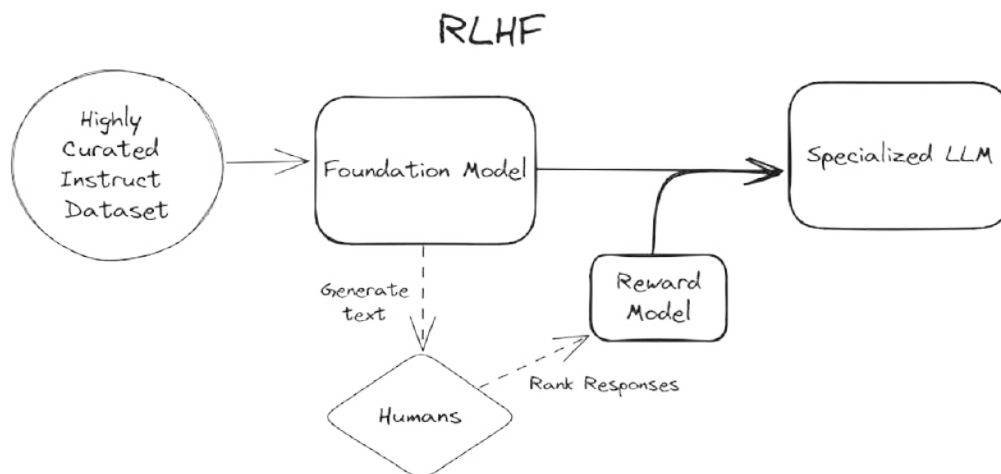 RLHF
Highly
Curated
Instruct
Dataset
Foundation Model
Specialized LLM
Generate
text
Reward
Model
Rank Responses
Humans